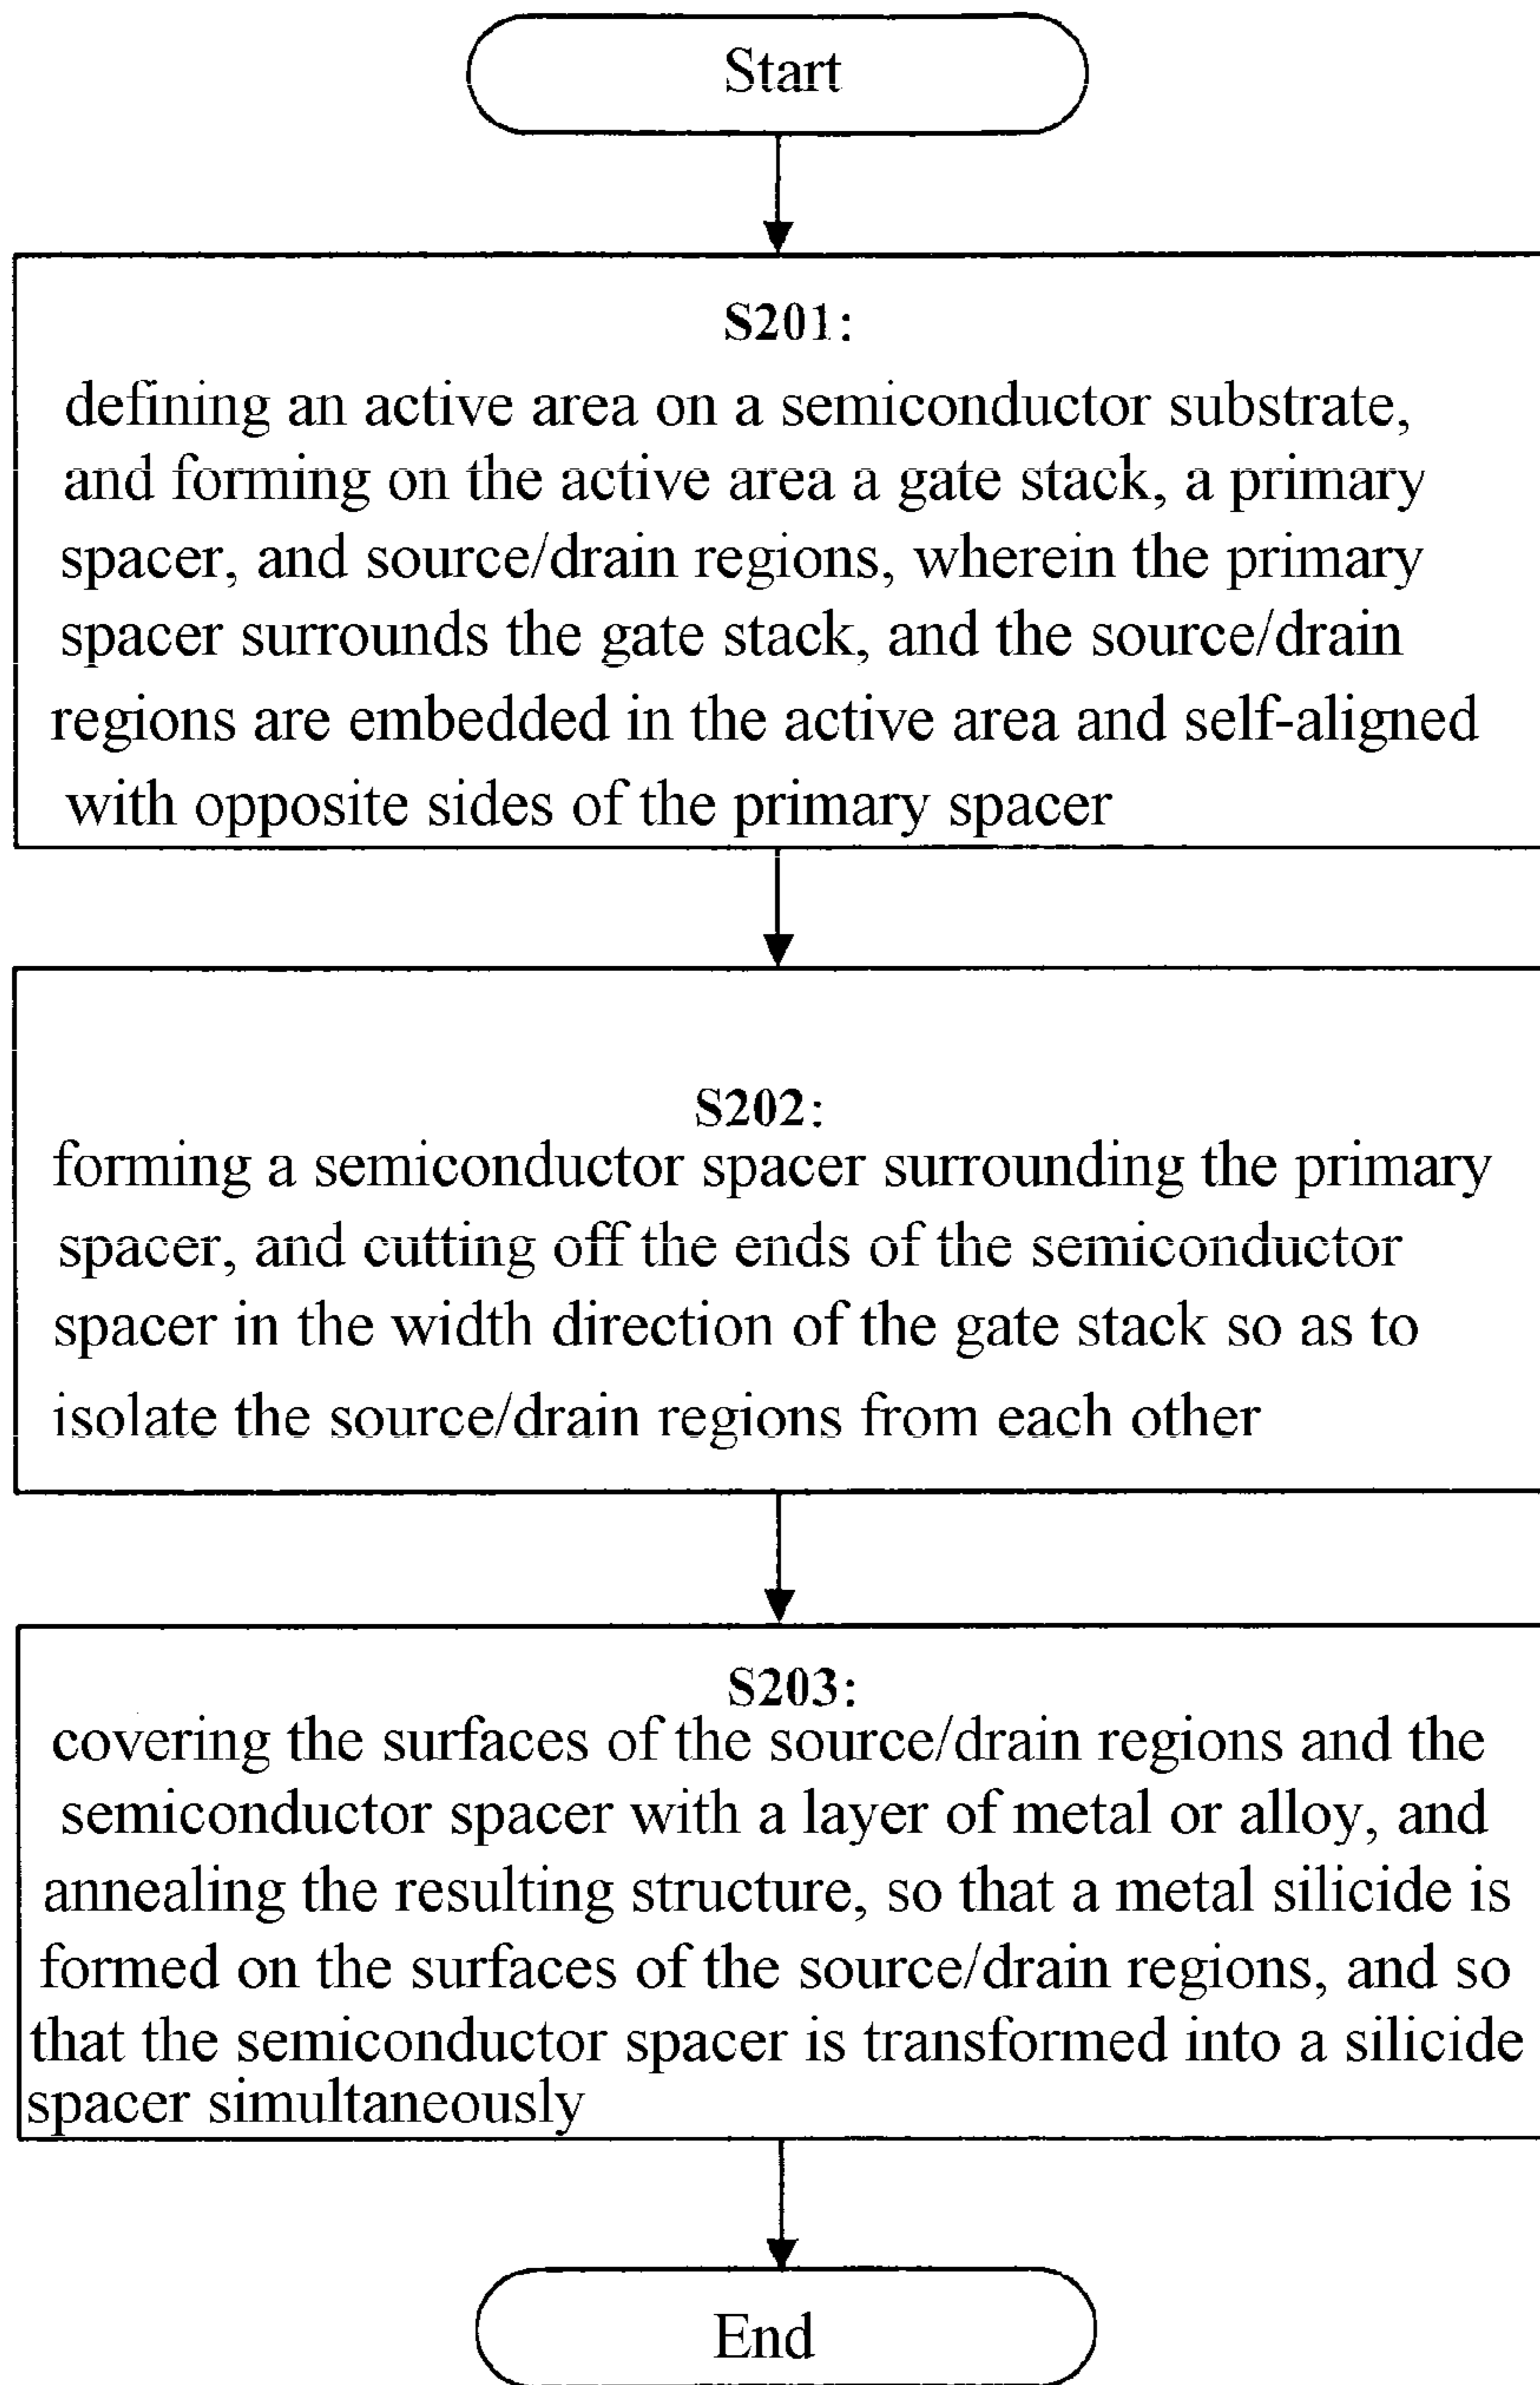 Start
S201:
defining an active area on a semiconductor substrate,
and forming on the active area a gate stack, a primary
spacer, and source/drain regions, wherein the primary
spacer surrounds the gate stack, and the source/drain
regions are embedded in the active area and self-aligned
with opposite sides of the primary spacer
S202:
forming a semiconductor spacer surrounding the primary
spacer, and cutting off the ends of the semiconductor
spacer in the width direction of the gate stack so as to
isolate the source/drain regions from each other
S203:
covering the surfaces of the source/drain regions and the
semiconductor spacer with a layer of metal or alloy, and
annealing the resulting structure, so that a metal silicide is
formed on the surfaces of the source/drain regions, and so
that the semiconductor spacer is transformed into a silicide
spacer simultaneously
End